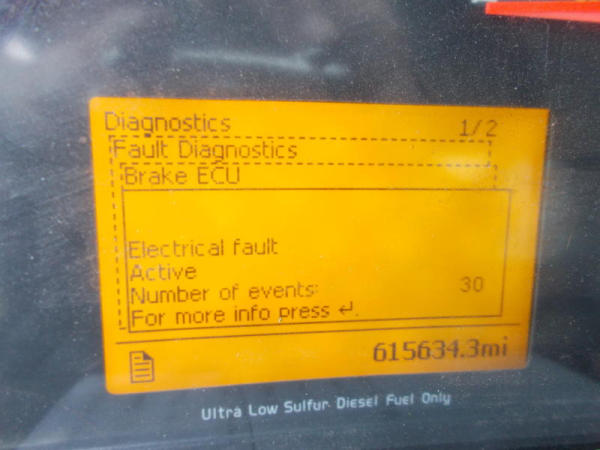 Diagnostics 1/2
Fault Diagnostics
Brake ECU
Electrical fault
Active
Number of events: 30
For more info press ↵.
615634.3mi
Ultra Low Sulfur Diesel Fuel Only